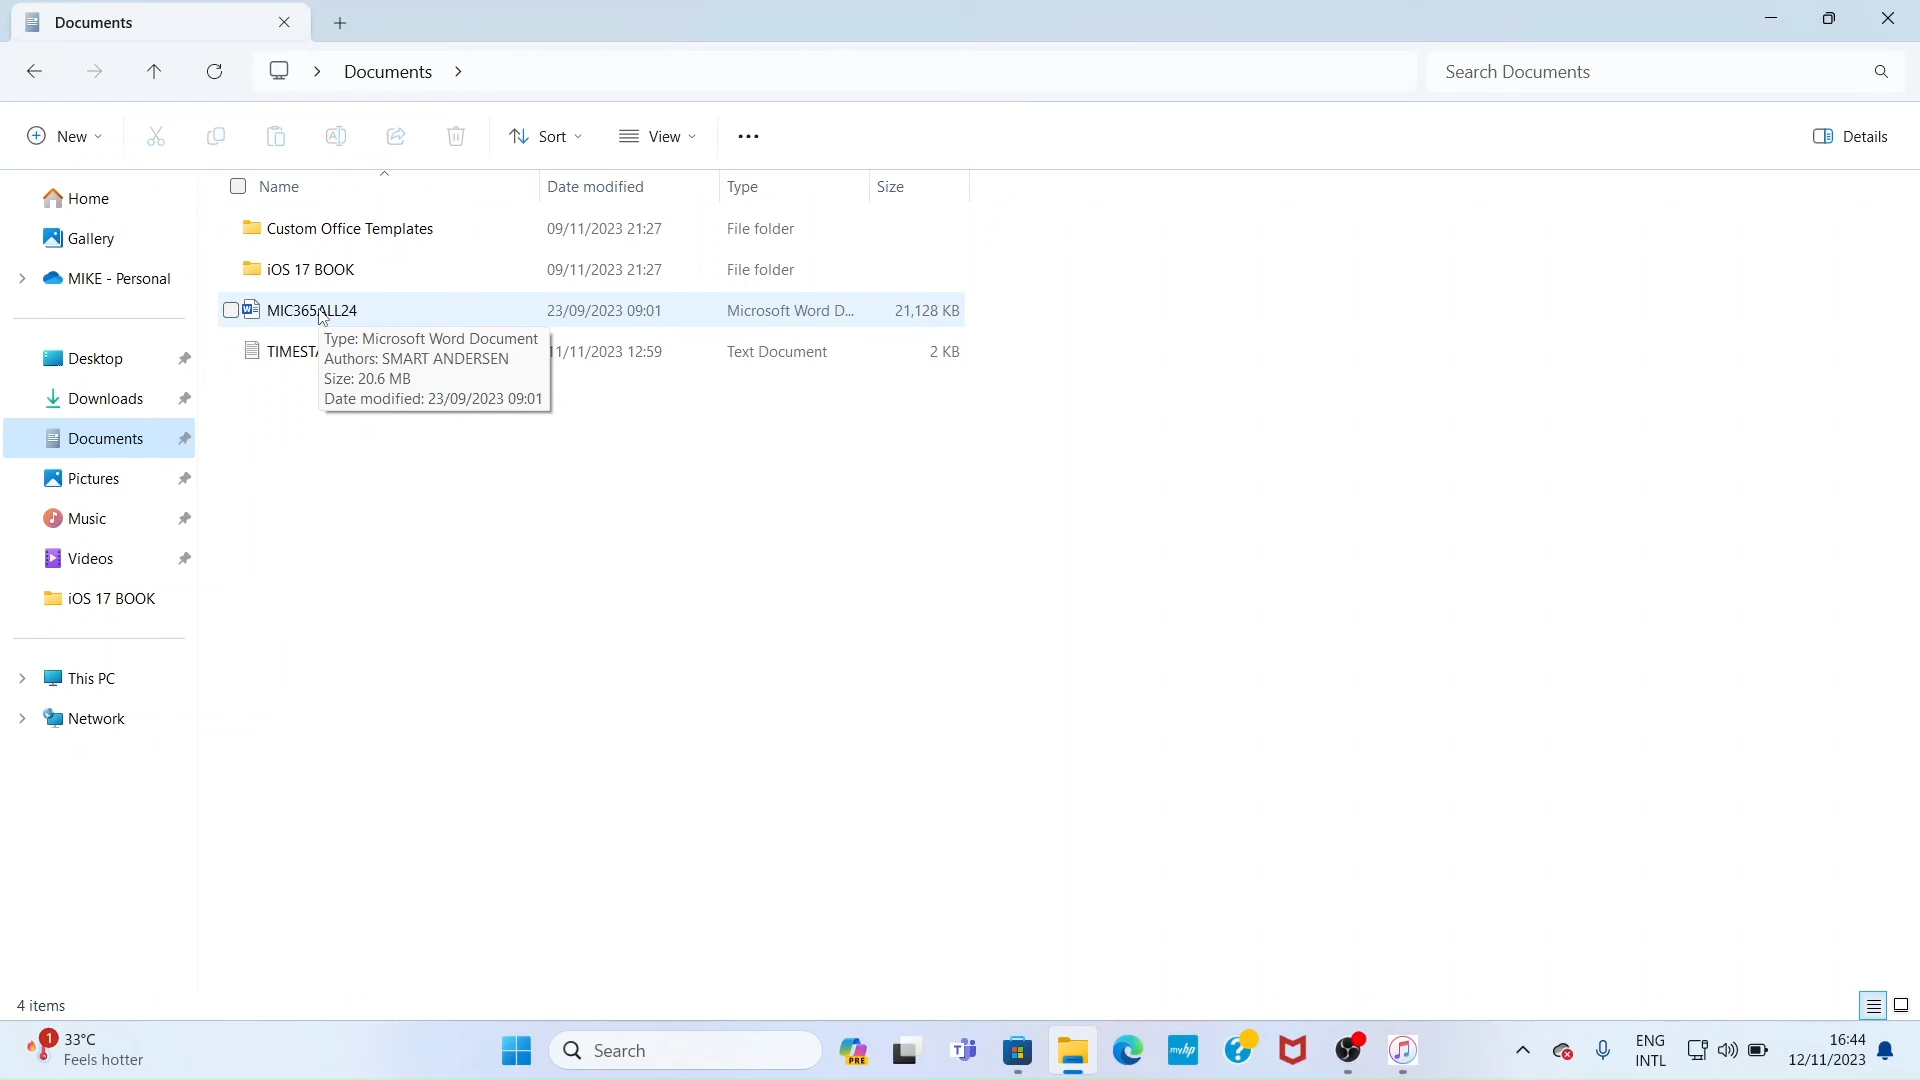 Documents
Documents
Search Documents
New
Sort
View
Details
Name
Date modified
Type
Size
Home
Gallery
MIKE - Personal
Desktop
Downloads
Documents
Pictures
Music
Videos
iOS 17 BOOK
This PC
Network
Custom Office Templates 09/11/2023 21:27 File folder
iOS 17 BOOK 09/11/2023 21:27 File folder
MIC365ALL24 23/09/2023 09:01 Microsoft Word D... 21,128 KB
TIMESTA 11/11/2023 12:59 Text Document 2 KB
Type: Microsoft Word Document
Authors: SMART ANDERSEN
Size: 20.6 MB
Date modified: 23/09/2023 09:01
4 items
1
33°C
Feels hotter
Search
PRE
myhp
ENG
INTL
16:44
12/11/2023